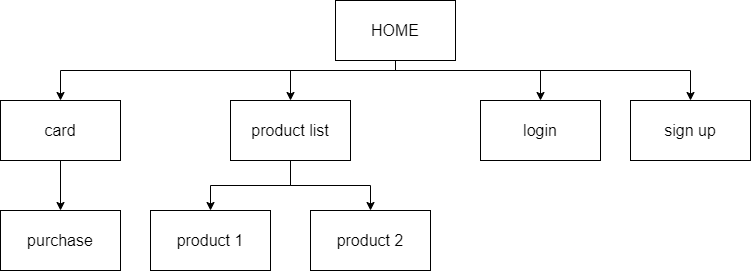 HOME
card
product list
login
sign up
purchase
product 1
product 2